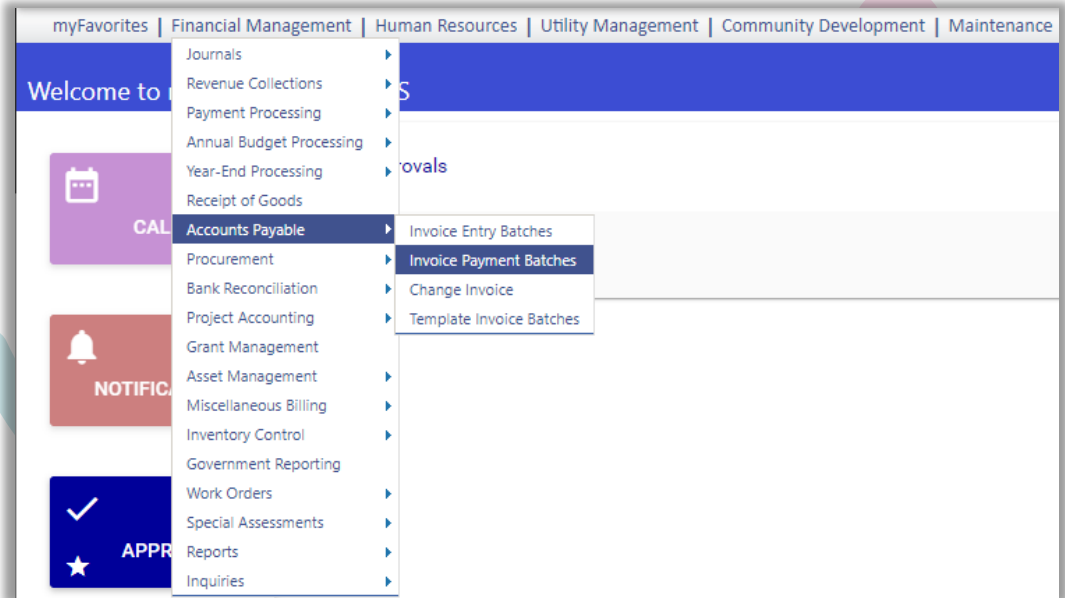 myFavorites | Financial Management | Human Resources | Utility Management | Community Development | Maintenance
Journals
Welcome to
S
Revenue Collections
Payment Processing
Annual Budget Processing
rovals
Year-End Processing
Receipt of Goods
CAL
Accounts Payable
Invoice Entry Batches
Procurement
Invoice Payment Batches
Bank Reconciliation
Change Invoice
Project Accounting
Template Invoice Batches
Grant Management
Asset Management
NOTIFIC
Miscellaneous Billing
Inventory Control
Government Reporting
Work Orders
Special Assessments
APPR
Reports
Inquiries